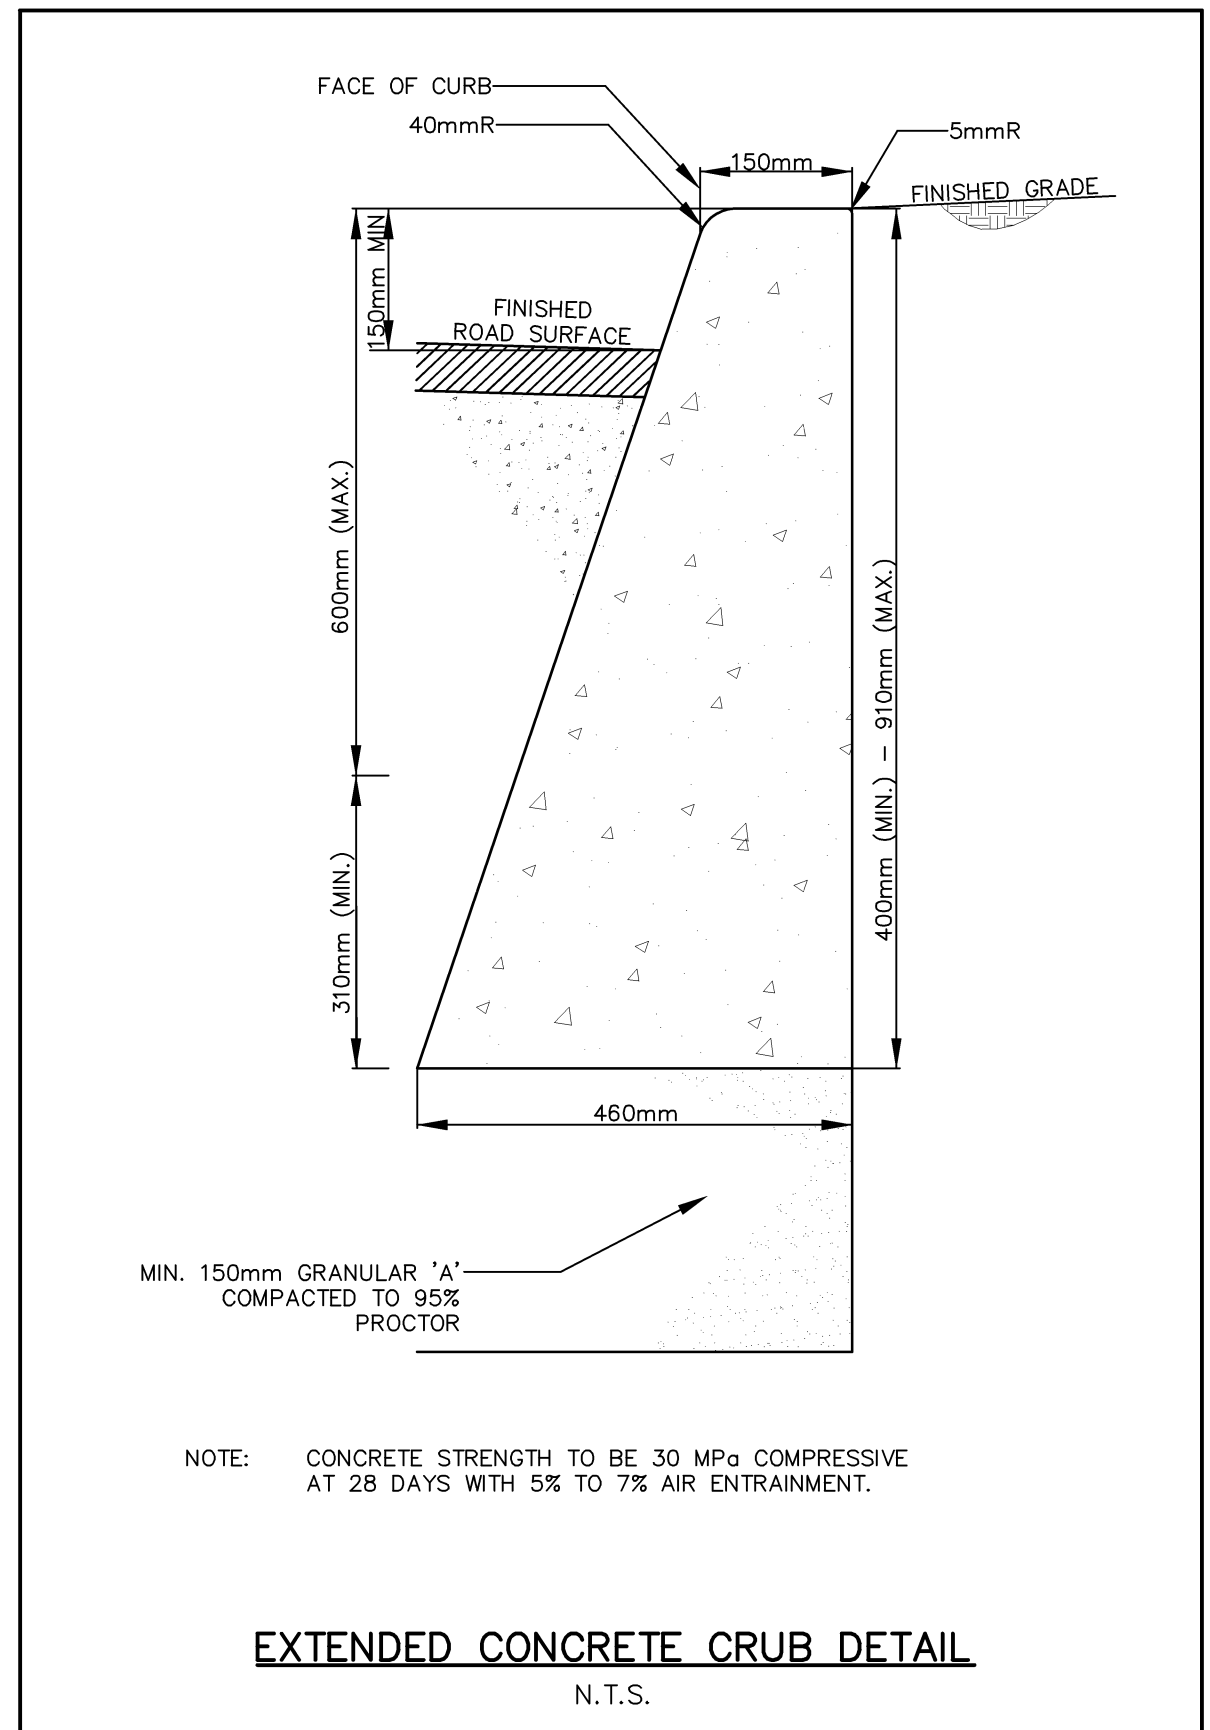 FACE OF CURB
40mmR
5mmR
150mm
FINISHED GRADE
150mm MIN
FINISHED
ROAD SURFACE
600mm (MAX.)
400mm (MIN.) – 910mm (MAX.)
310mm (MIN.)
460mm
MIN. 150mm GRANULAR 'A'
COMPACTED TO 95%
PROCTOR
NOTE: CONCRETE STRENGTH TO BE 30 MPa COMPRESSIVE
AT 28 DAYS WITH 5% TO 7% AIR ENTRAINMENT.
EXTENDED CONCRETE CRUB DETAIL
N.T.S.